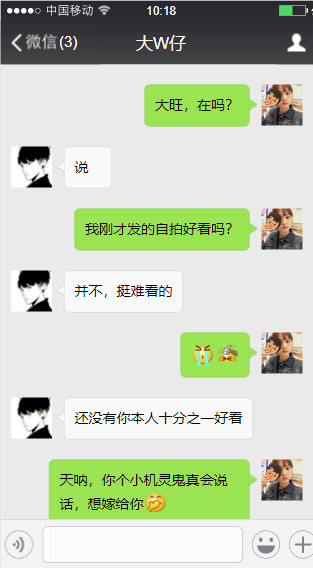 中国移动
10:18
微信(3)
大W仔
大旺，在吗？
说
我刚才发的自拍好看吗？
并不，挺难看的
还没有你本人十分之一好看
天呐，你个小机灵鬼真会说
话，想嫁给你